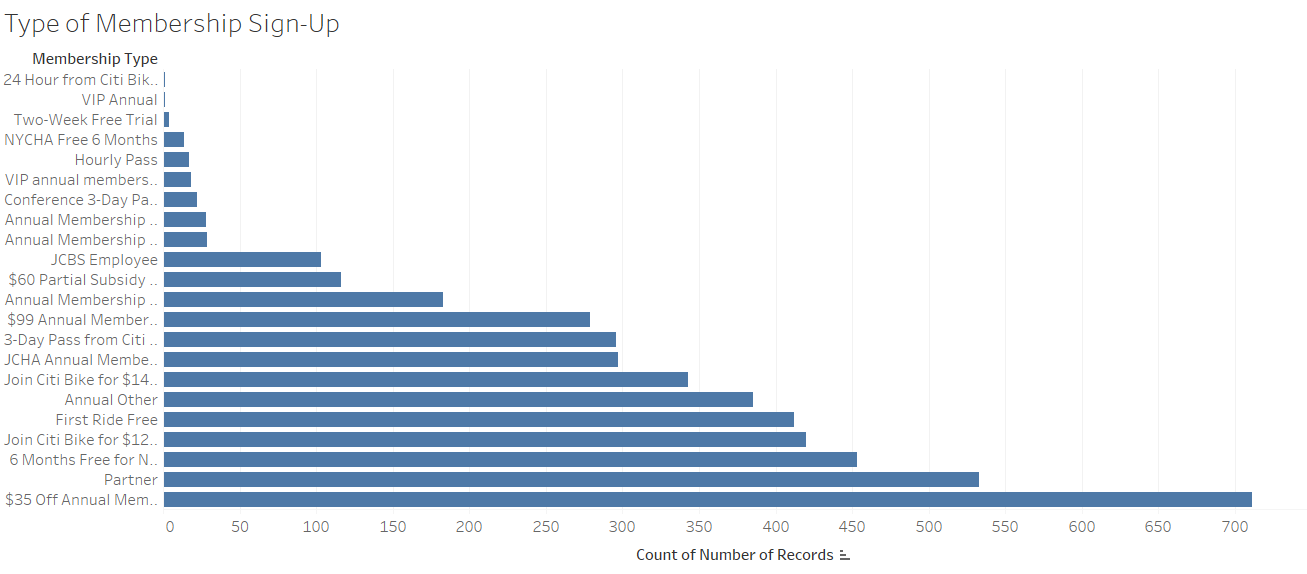 Type of Membership Sign-Up
Membership Type
24 Hour from Citi Bik..
VIP Annual
Two-Week Free Trial
NYCHA Free 6 Months
Hourly Pass
VIP annual members..
Conference 3-Day Pa..
Annual Membership ..
Annual Membership ..
JCBS Employee
$60 Partial Subsidy ..
Annual Membership ..
$99 Annual Member..
3-Day Pass from Citi ..
JCHA Annual Membe..
Join Citi Bike for $14..
Annual Other
First Ride Free
Join Citi Bike for $12..
6 Months Free for N..
Partner
$35 Off Annual Mem..
0 50 100 150 200 250 300 350 400 450 500 550 600 650 700
Count of Number of Records